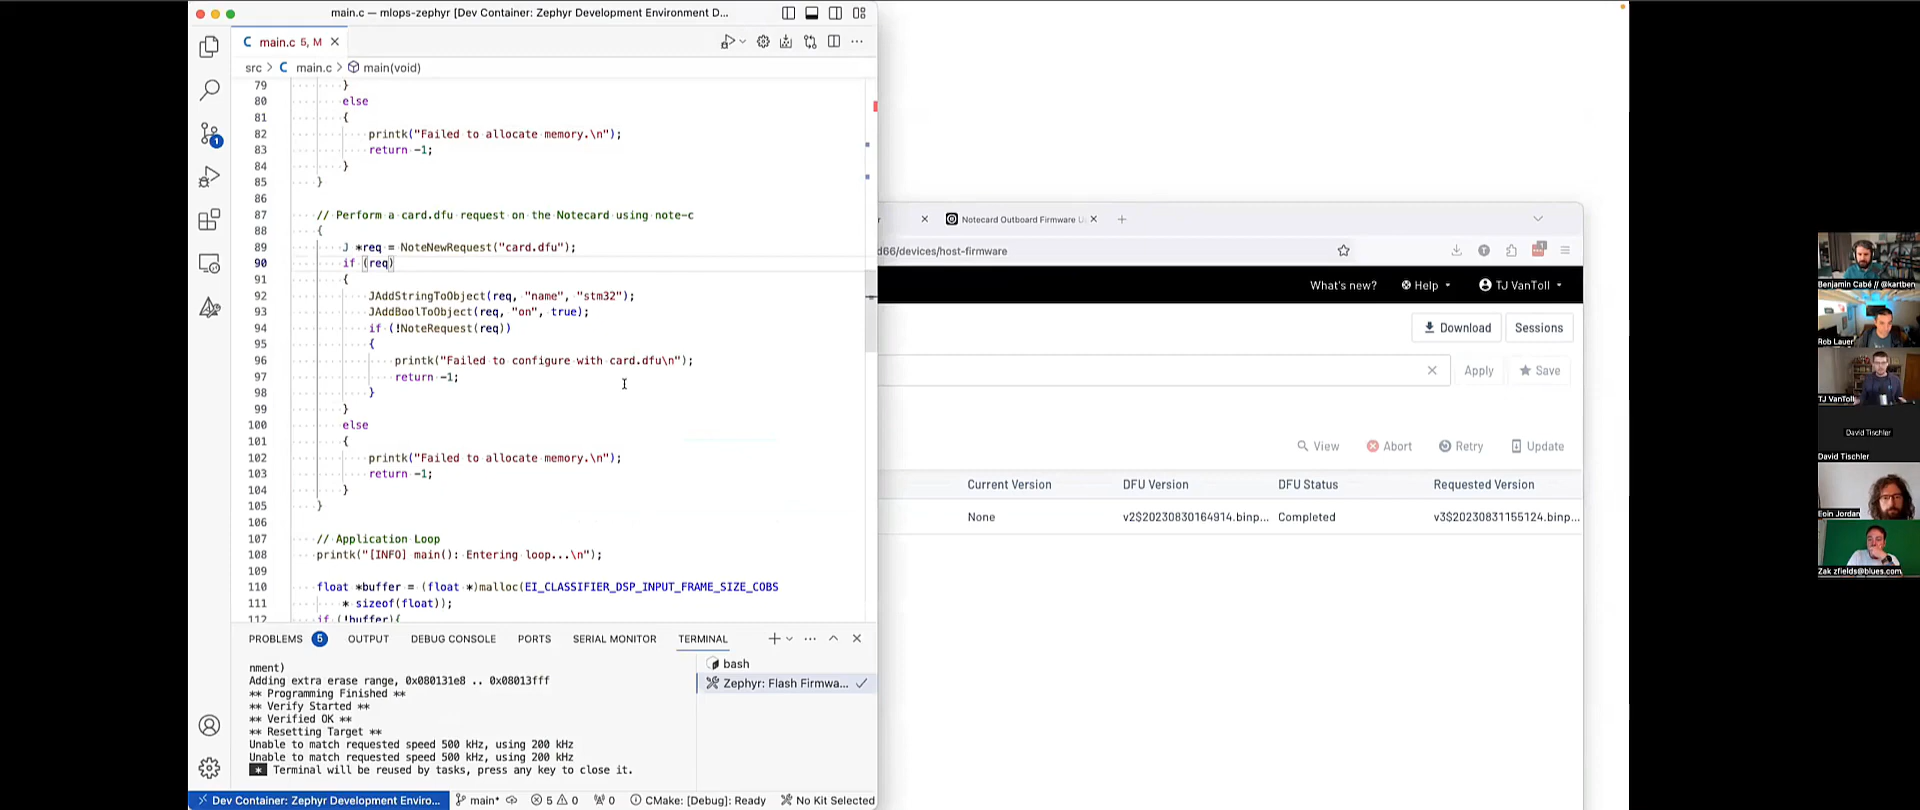 main.c — mlops-zephyr [Dev Container: Zephyr Development Environment D...
main.c 5, M
src > C main.c > main(void)
79 }
80 else
81 {
82 printk("Failed to allocate memory.\n");
83 return -1;
84 }
85 }
86
87 // Perform a card.dfu request on the Notecard using note-c
88 {
89 J *req = NoteNewRequest("card.dfu");
90 if (req)
91 {
92 JAddStringToObject(req, "name", "stm32");
93 JAddBoolToObject(req, "on", true);
94 if (!NoteRequest(req))
95 {
96 printk("Failed to configure with card.dfu\n");
97 return -1;
98 }
99 }
100 else
101 {
102 printk("Failed to allocate memory.\n");
103 return -1;
104 }
105 }
106
107 // Application Loop
108 printk("[INFO] main(): Entering loop...\n");
109
110 float *buffer = (float *)malloc(EI_CLASSIFIER_DSP_INPUT_FRAME_SIZE_COBS
111 * sizeof(float));
112 if (!buffer){
PROBLEMS 5 OUTPUT DEBUG CONSOLE PORTS SERIAL MONITOR TERMINAL
nment)
Adding extra erase range, 0x080131e8 .. 0x08013fff
** Programming Finished **
** Verify Started **
** Verified OK **
** Resetting Target **
Unable to match requested speed 500 kHz, using 200 kHz
Unable to match requested speed 500 kHz, using 200 kHz
* Terminal will be reused by tasks, press any key to close it.
bash
Zephyr: Flash Firmwa...
Dev Container: Zephyr Development Enviro... main* 5 0 0 CMake: [Debug]: Ready No Kit Selected
Notecard Outboard Firmware U
d66/devices/host-firmware
What's new? Help TJ VanToll
Download Sessions
Apply Save
View Abort Retry Update
Current Version DFU Version DFU Status Requested Version
None v2$20230830164914.binp... Completed v3$20230831155124.binp...
Benjamin Cabé // @kartben
Rob Lauer
TJ VanToll
David Tischler
David Tischler
Eoin Jordan
Zak zfields@blues.com